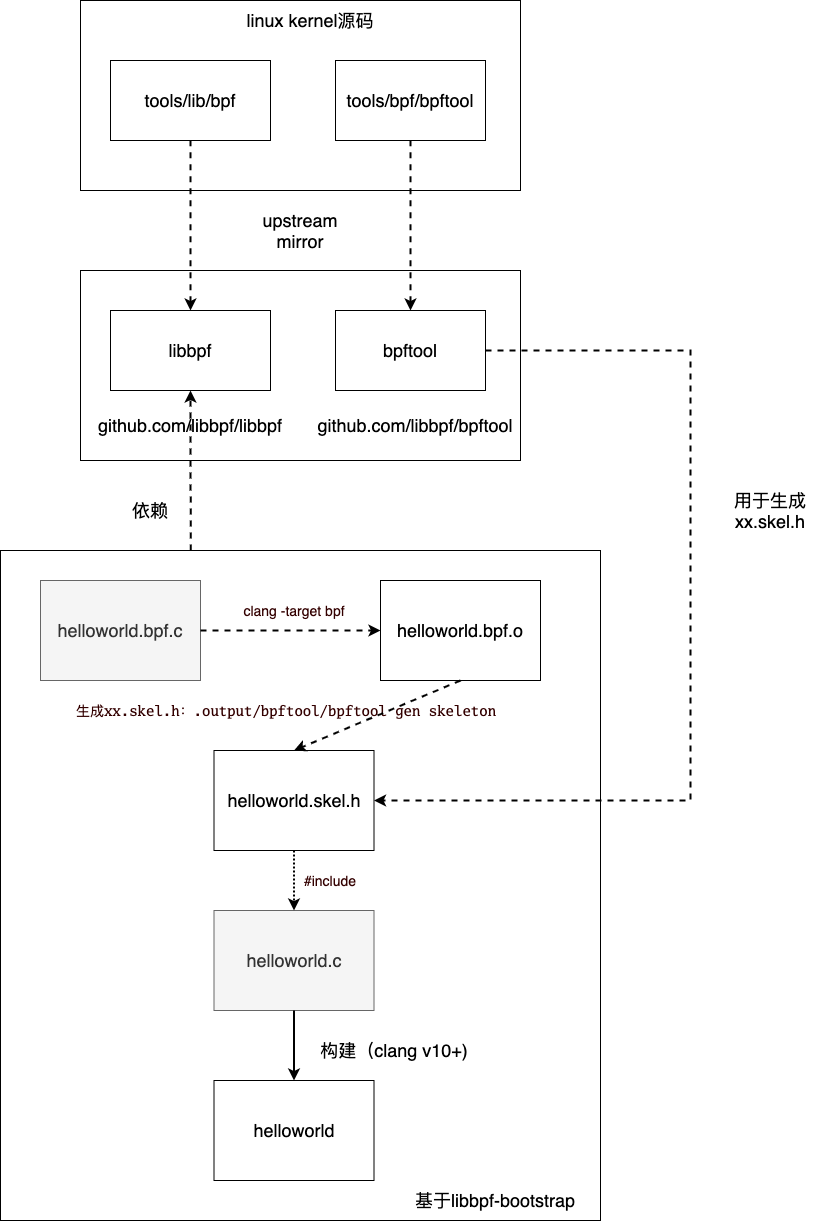 linux kernel源码
tools/lib/bpf
tools/bpf/bpftool
upstream
mirror
libbpf
bpftool
github.com/libbpf/libbpf
github.com/libbpf/bpftool
依赖
用于生成
xx.skel.h
helloworld.bpf.c
clang -target bpf
helloworld.bpf.o
生成xx.skel.h: .output/bpftool/bpftool gen skeleton
helloworld.skel.h
#include
helloworld.c
构建（clang v10+)
helloworld
基于libbpf-bootstrap